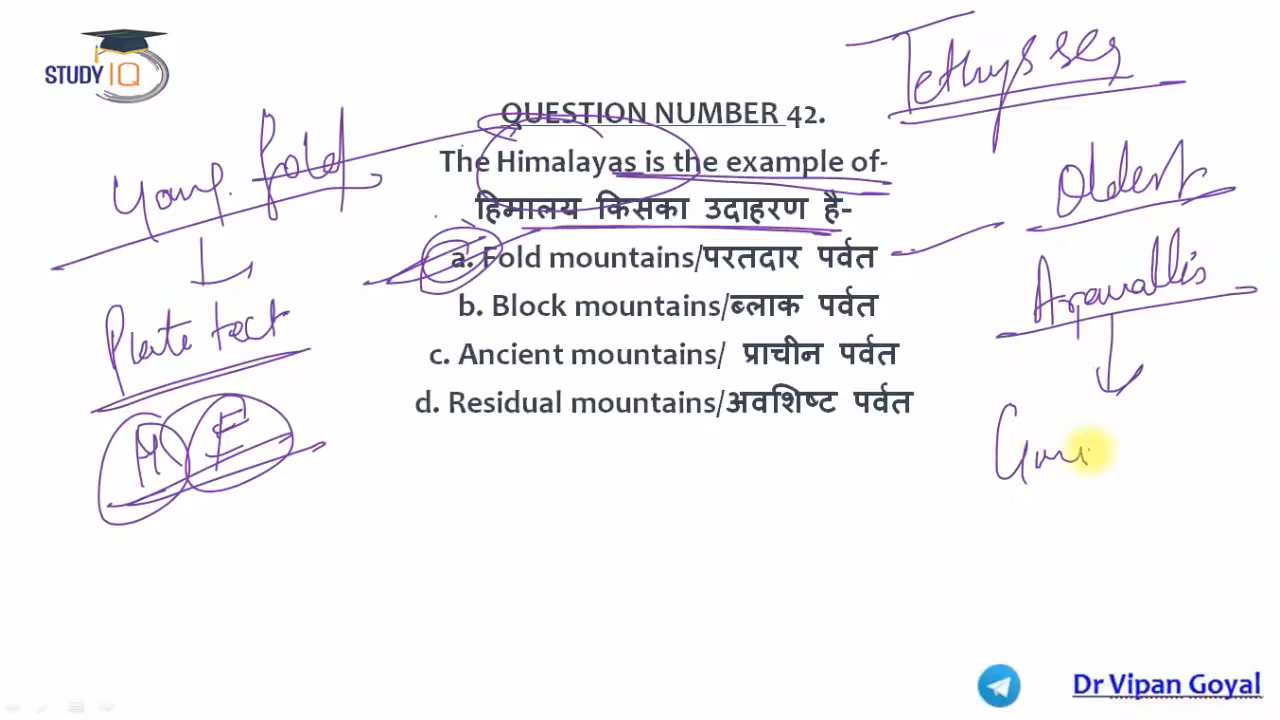 STUDY IQ
Tethys sea
QUESTION NUMBER 42.
The Himalayas is the example of-
हिमालय किसका उदाहरण है-
a. Fold mountains/परतदार पर्वत
b. Block mountains/ब्लाक पर्वत
c. Ancient mountains/ प्राचीन पर्वत
d. Residual mountains/अवशिष्ट पर्वत
young fold
Plate tect
M E
Oldest
Aravallis
Dr Vipan Goyal